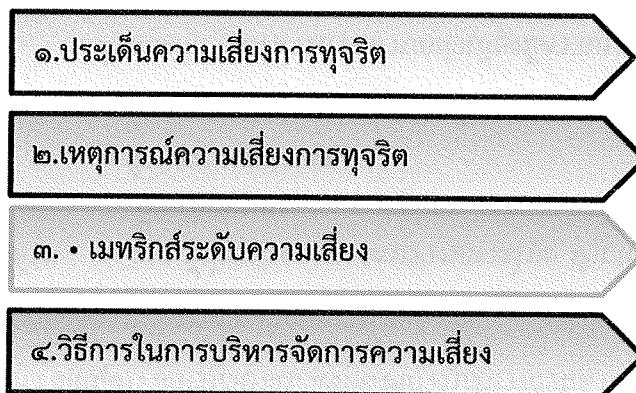 ๑.ประเด็นความเสี่ยงการทุจริต
๒.เหตุการณ์ความเสี่ยงการทุจริต
๓. • เมทริกส์ระดับความเสี่ยง
๔.วิธีการในการบริหารจัดการความเสี่ยง